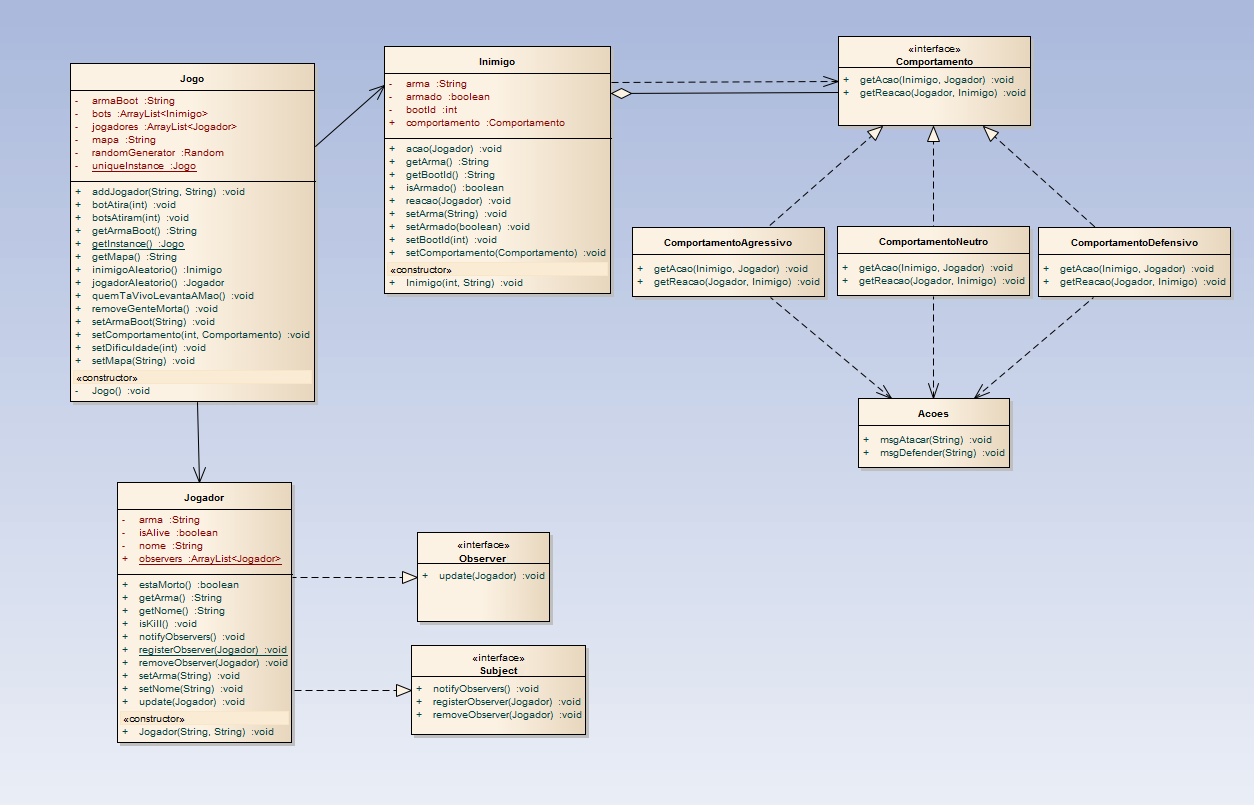 Jogo
- armaBoot :String
- bots :ArrayList<Inimigo>
- jogadores :ArrayList<Jogador>
- mapa :String
- randomGenerator :Random
- uniqueInstance :Jogo
+ addJogador(String, String) :void
+ botAtira(int) :void
+ botsAtiram(int) :void
+ getArmaBoot() :String
+ getInstance() :Jogo
+ getMapa() :String
+ inimigoAleatorio() :Inimigo
+ jogadorAleatorio() :Jogador
+ quemTaVivoLevantaAMao() :void
+ removeGenteMorta() :void
+ setArmaBoot(String) :void
+ setComportamento(int, Comportamento) :void
+ setDificuldade(int) :void
+ setMapa(String) :void
«constructor»
- Jogo() :void
Inimigo
- arma :String
- armado :boolean
- bootId :int
+ comportamento :Comportamento
+ acao(Jogador) :void
+ getArma() :String
+ getBootId() :String
+ isArmado() :boolean
+ reacao(Jogador) :void
+ setArma(String) :void
+ setArmado(boolean) :void
+ setBootId(int) :void
+ setComportamento(Comportamento) :void
«constructor»
+ Inimigo(int, String) :void
«interface»
Comportamento
+ getAcao(Inimigo, Jogador) :void
+ getReacao(Jogador, Inimigo) :void
ComportamentoAgressivo
+ getAcao(Inimigo, Jogador) :void
+ getReacao(Jogador, Inimigo) :void
ComportamentoNeutro
+ getAcao(Inimigo, Jogador) :void
+ getReacao(Jogador, Inimigo) :void
ComportamentoDefensivo
+ getAcao(Inimigo, Jogador) :void
+ getReacao(Jogador, Inimigo) :void
Acoes
+ msgAtacar(String) :void
+ msgDefender(String) :void
Jogador
- arma :String
- isAlive :boolean
- nome :String
+ observers :ArrayList<Jogador>
+ estaMorto() :boolean
+ getArma() :String
+ getNome() :String
+ isKill() :void
+ notifyObservers() :void
+ registerObserver(Jogador) :void
+ removeObserver(Jogador) :void
+ setArma(String) :void
+ setNome(String) :void
+ update(Jogador) :void
«constructor»
+ Jogador(String, String) :void
«interface»
Observer
+ update(Jogador) :void
«interface»
Subject
+ notifyObservers() :void
+ registerObserver(Jogador) :void
+ removeObserver(Jogador) :void